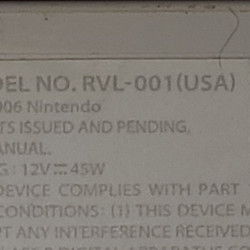 DEL NO. RVL-001(USA)
006 Nintendo
TS ISSUED AND PENDING,
ANUAL.
G : 12V⎓45W
DEVICE COMPLIES WITH PART
CONDITIONS: (1) THIS DEVICE M
PT ANY INTERFERENCE RECEIVED